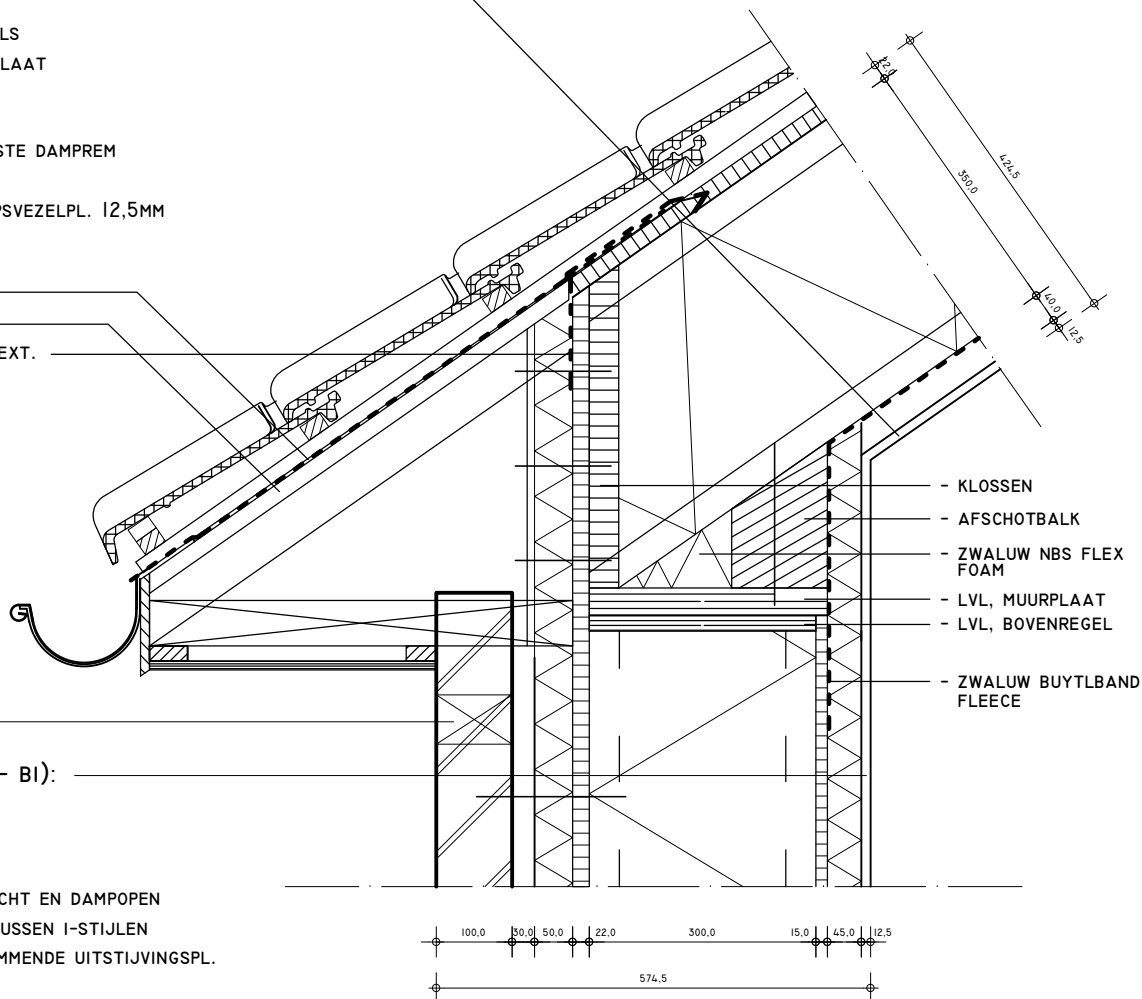 LS
LAAT
STE DAMPREM
PSVEZELPL. 12,5MM
EXT.
- BI):
CHT EN DAMPOPEN
USSEN I-STIJLEN
MMENDE UITSTIJVINGSPL.
22,0
350,0
424,5
40,0
12,5
- KLOSSEN
- AFSCHOTBALK
- ZWALUW NBS FLEX
FOAM
- LVL, MUURPLAAT
- LVL, BOVENREGEL
- ZWALUW BUYTLBAND
FLEECE
100,0 30,0 50,0 22,0 300,0 15,0 45,0 12,5
574,5